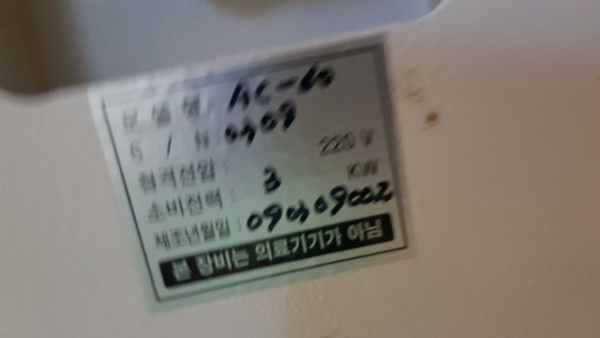 모 델 명 AC-60
S / N 0909
정격전압 : 220 V
소비전력 : 3 KW
제조년월일 : 090909002
본 장비는 의료기기가 아님